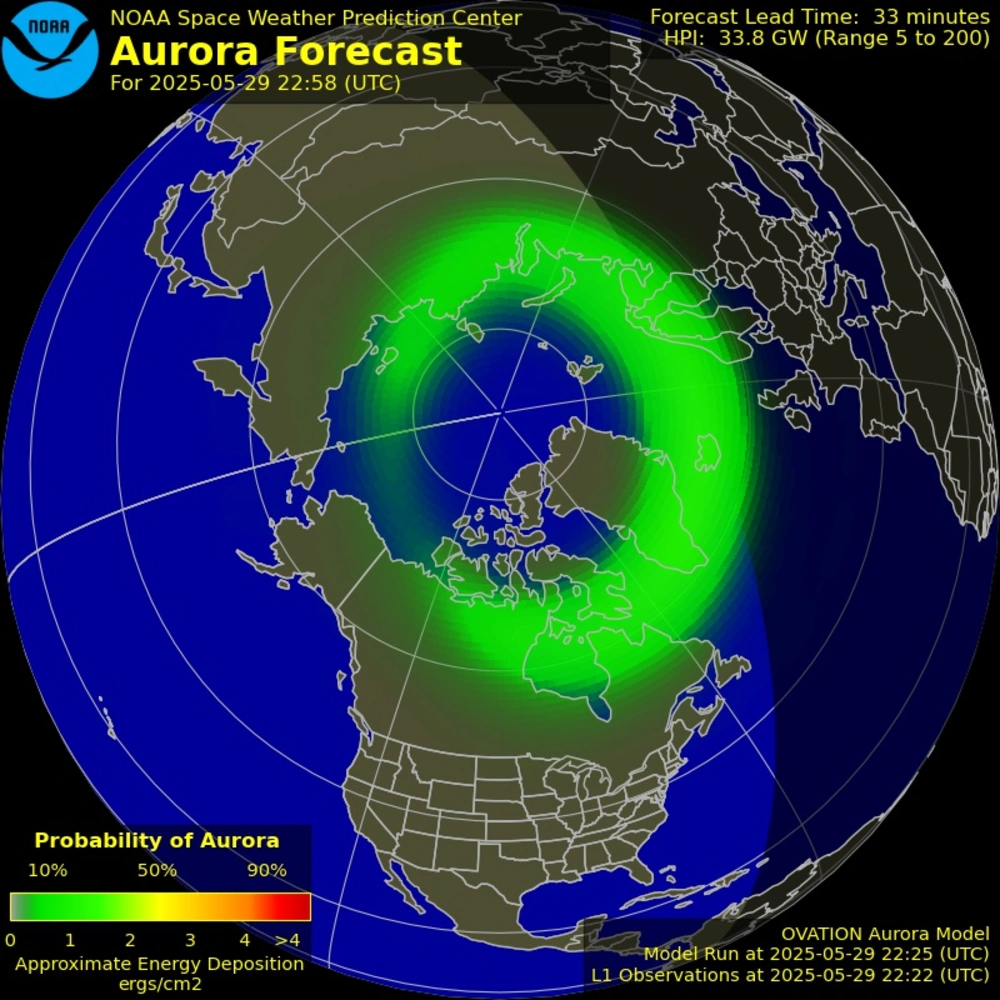 NOAA
NOAA Space Weather Prediction Center
Aurora Forecast
For 2025-05-29 22:58 (UTC)
Forecast Lead Time: 33 minutes
HPI: 33.8 GW (Range 5 to 200)
Probability of Aurora
10% 50% 90%
0 1 2 3 4 >4
Approximate Energy Deposition
ergs/cm2
OVATION Aurora Model
Model Run at 2025-05-29 22:25 (UTC)
L1 Observations at 2025-05-29 22:22 (UTC)